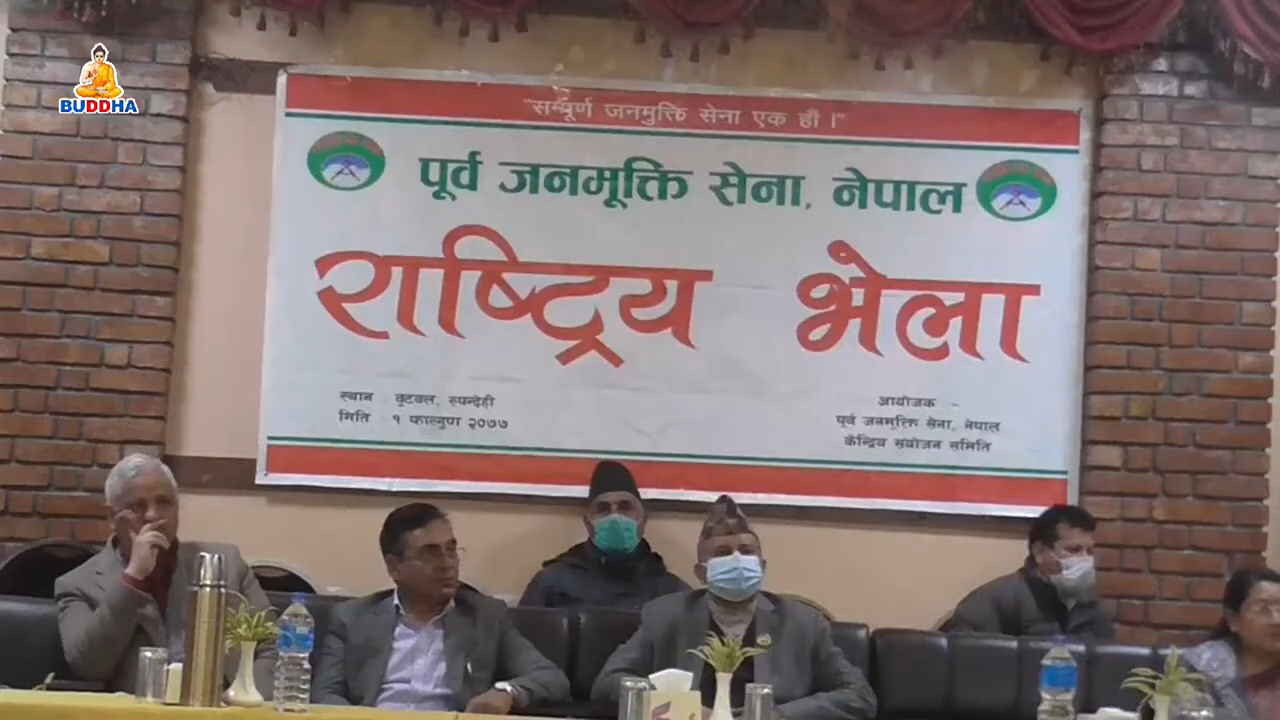 BUDDHA
"सम्पूर्ण जनमुक्ति सेना एक हौं ।"
पूर्व जनमूक्ति सेना, नेपाल
राष्ट्रिय भेला
स्थान : वुटवल, रुपन्देही
मिति : १ फाल्गुण २०७७
आयोजक -
पूर्व जनमुक्ति सेना, नेपाल
केन्द्रिय संयोजन समिति